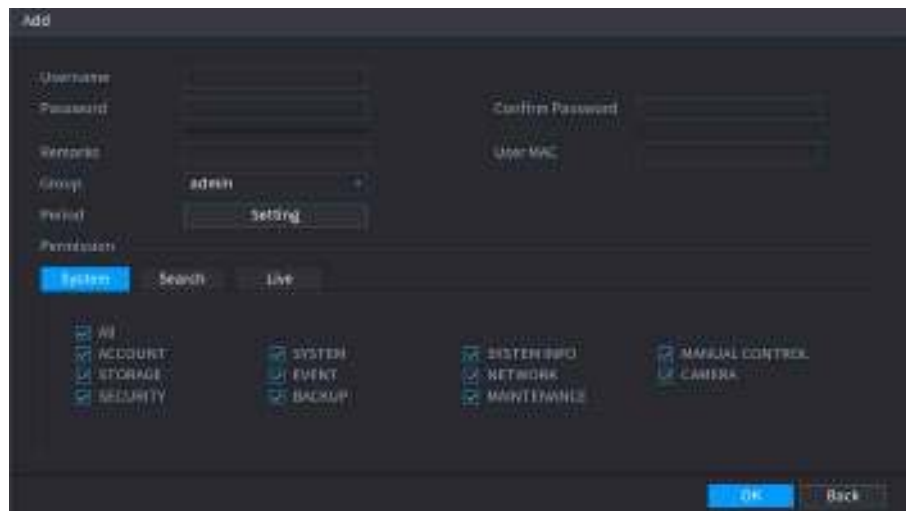 Add
Username
Password Confirm Password
Remarks User MAC
Group admin
Period Setting
Permission
System Search Live
All
ACCOUNT SYSTEM SYSTEM INFO MANUAL CONTROL
STORAGE EVENT NETWORK CAMERA
SECURITY BACKUP MAINTENANCE
OK Back